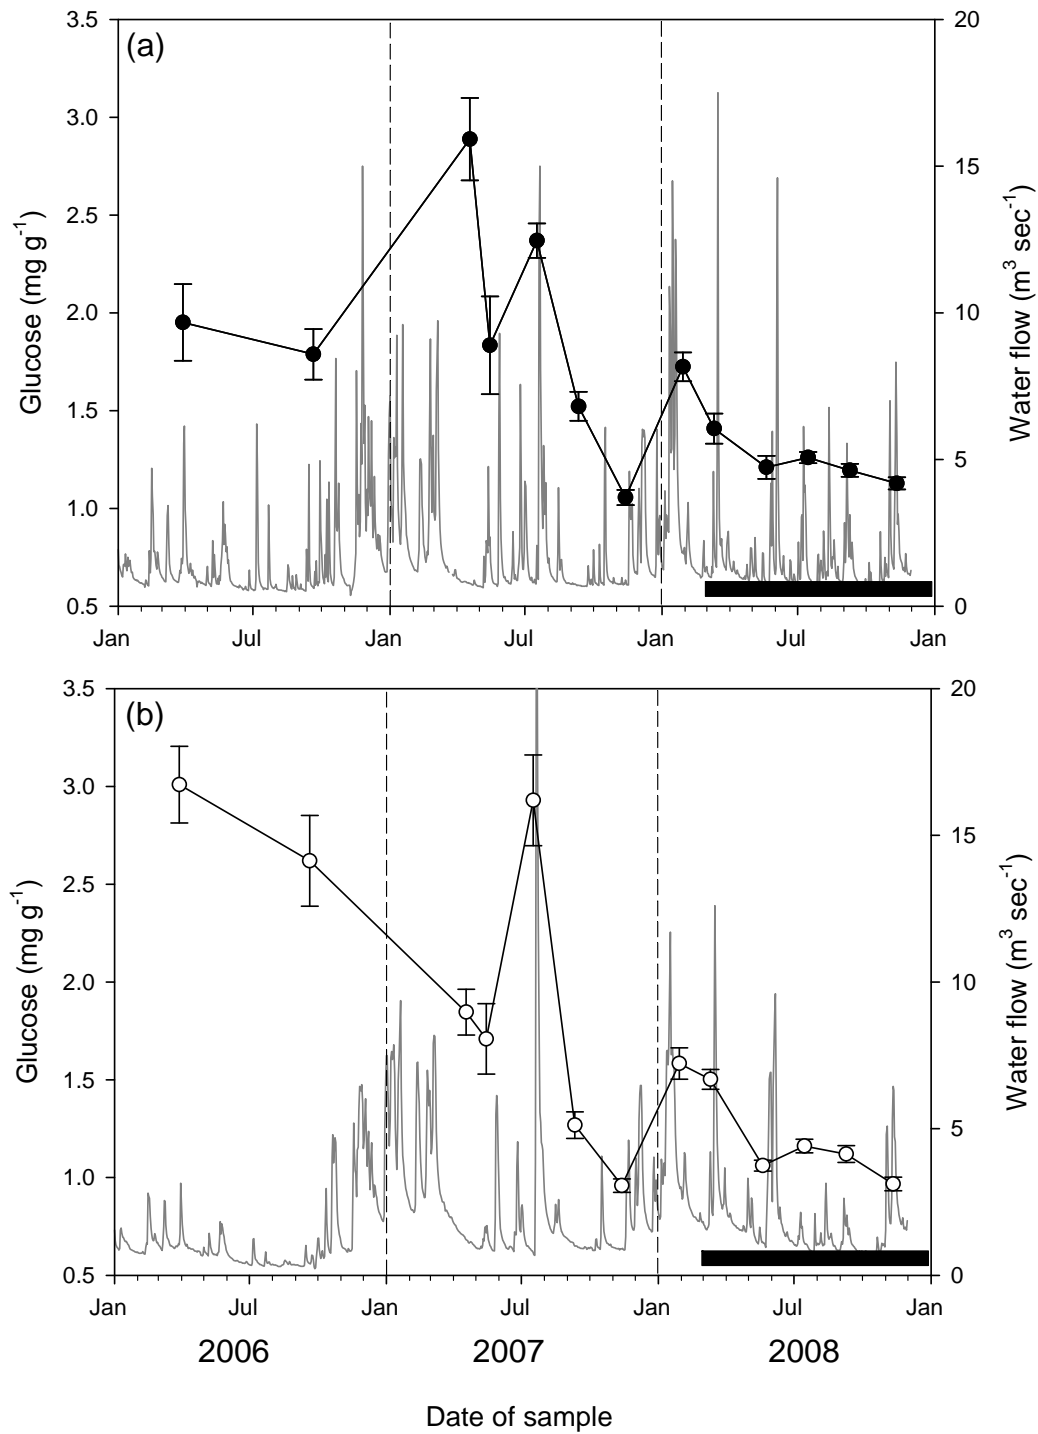 (a)
3.5
3.0
2.5
2.0
1.5
1.0
0.5
Glucose (mg g⁻¹)
20
15
10
5
0
Water flow (m³ sec⁻¹)
Jan Jul Jan Jul Jan Jul Jan
(b)
3.5
3.0
2.5
2.0
1.5
1.0
0.5
Glucose (mg g⁻¹)
20
15
10
5
0
Water flow (m³ sec⁻¹)
Jan Jul Jan Jul Jan Jul Jan
2006 2007 2008
Date of sample